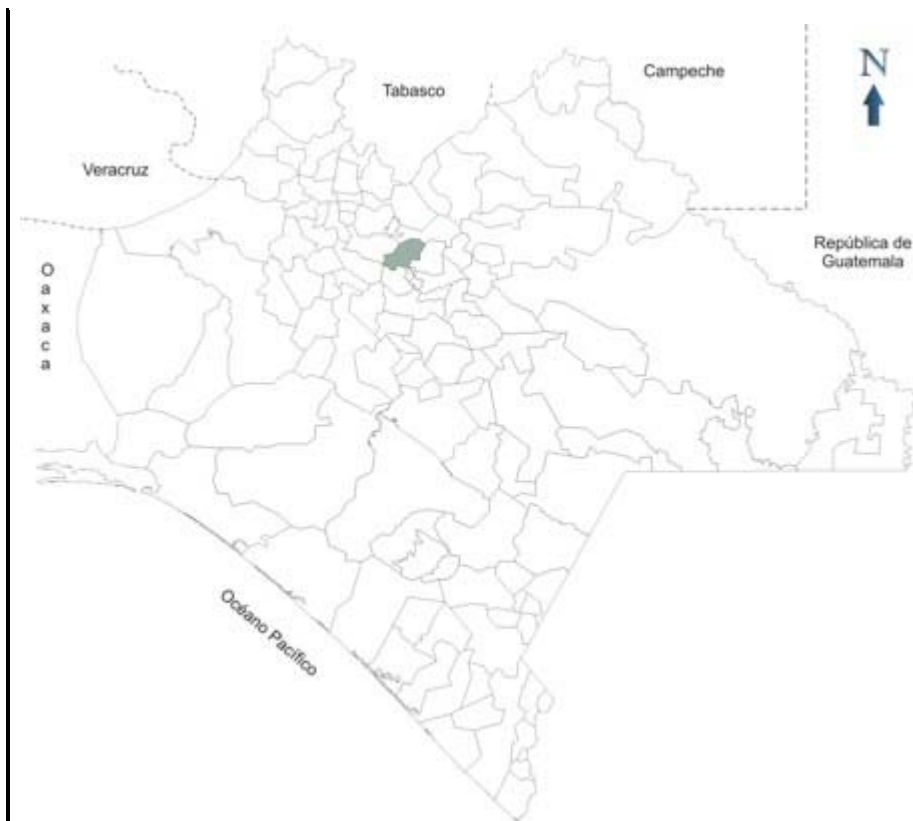 Campeche
N
Tabasco
Veracruz
República de
Guatemala
O
a
x
a
c
a
Océano Pacífico